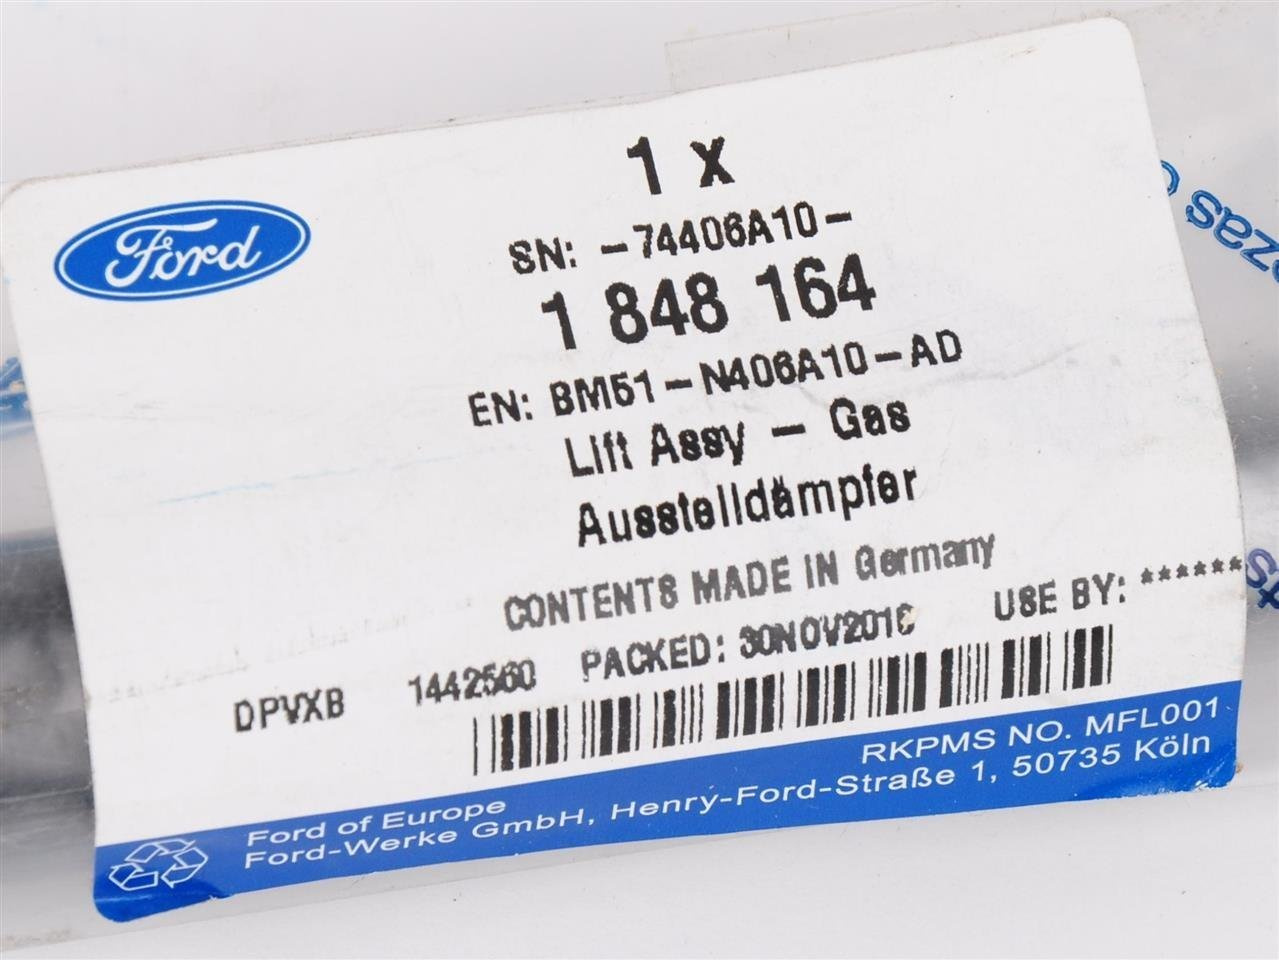 Ford
1 x
SN: -74406A10-
1 848 164
EN: BM51-N406A10-AD
Lift Assy - Gas
Ausstelldämpfer
CONTENTS MADE IN Germany
DPVXB 1442560 PACKED: 30NOV2016 USE BY: ******
RKPMS NO. MFL001
Ford of Europe
Ford-Werke GmbH, Henry-Ford-Straße 1, 50735 Köln